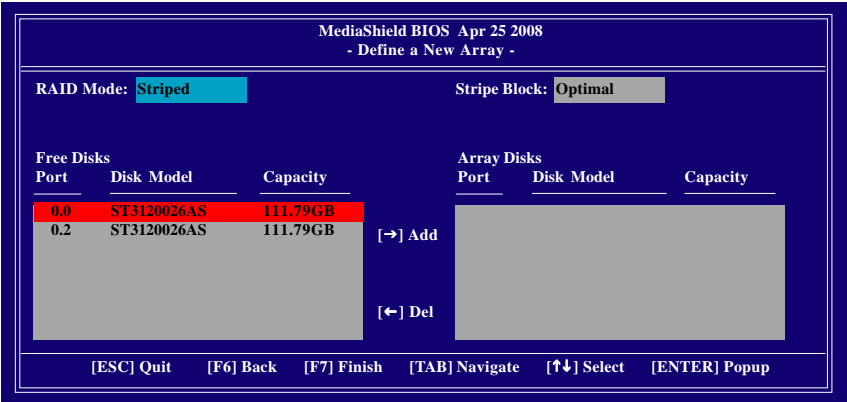 MediaShield BIOS Apr 25 2008
- Define a New Array -
RAID Mode: Striped Stripe Block: Optimal
Free Disks Array Disks
Port Disk Model Capacity Port Disk Model Capacity
0.0 ST3120026AS 111.79GB
0.2 ST3120026AS 111.79GB
[→] Add
[←] Del
[ESC] Quit [F6] Back [F7] Finish [TAB] Navigate [↑↓] Select [ENTER] Popup